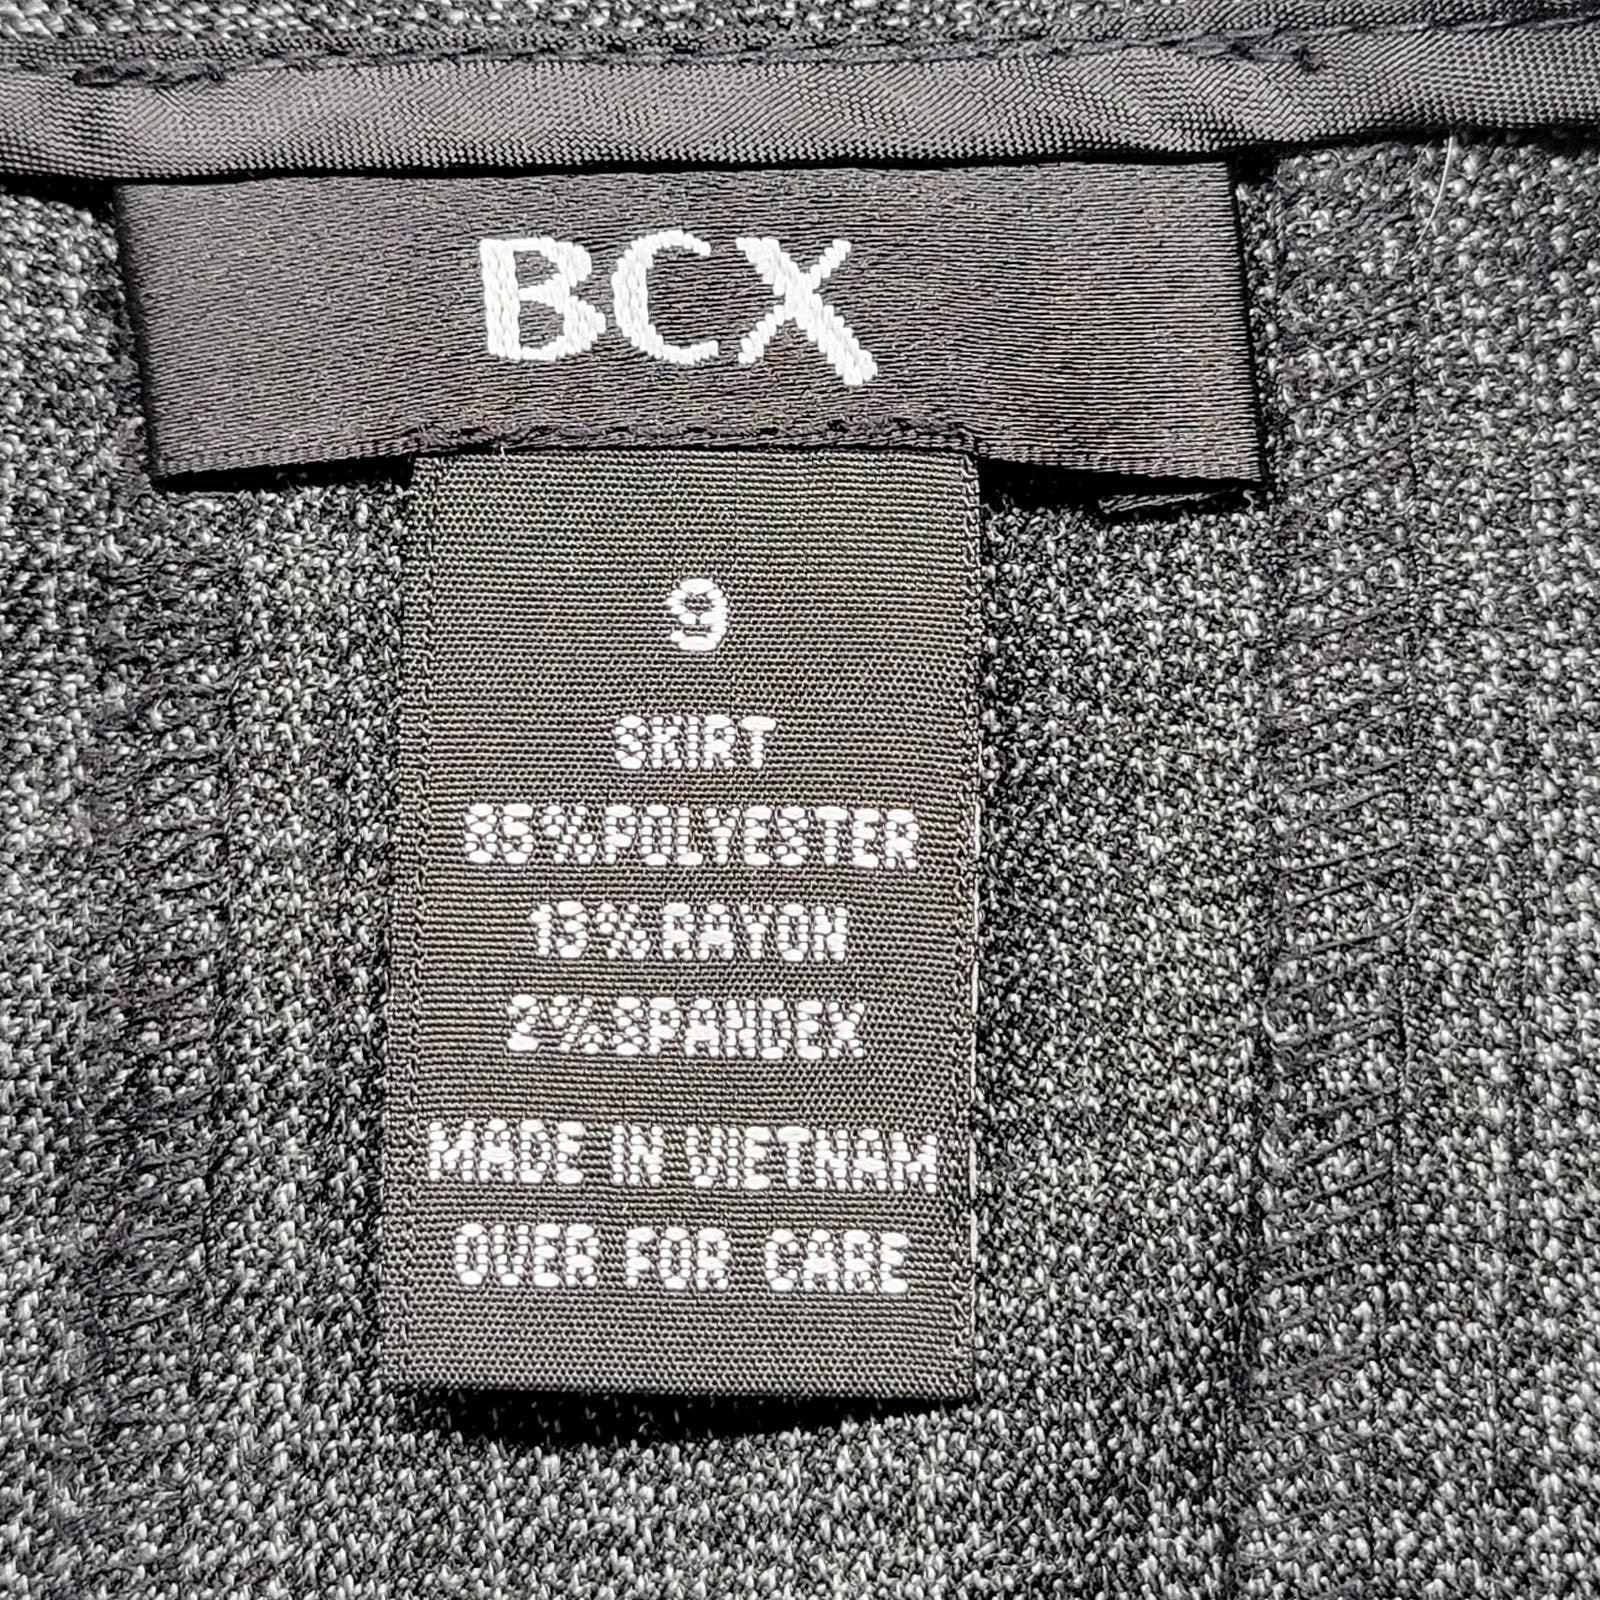 BCX
9
SKIRT
85%POLYESTER
13%RAYON
2%SPANDEX
MADE IN VIETNAM
OVER FOR CARE